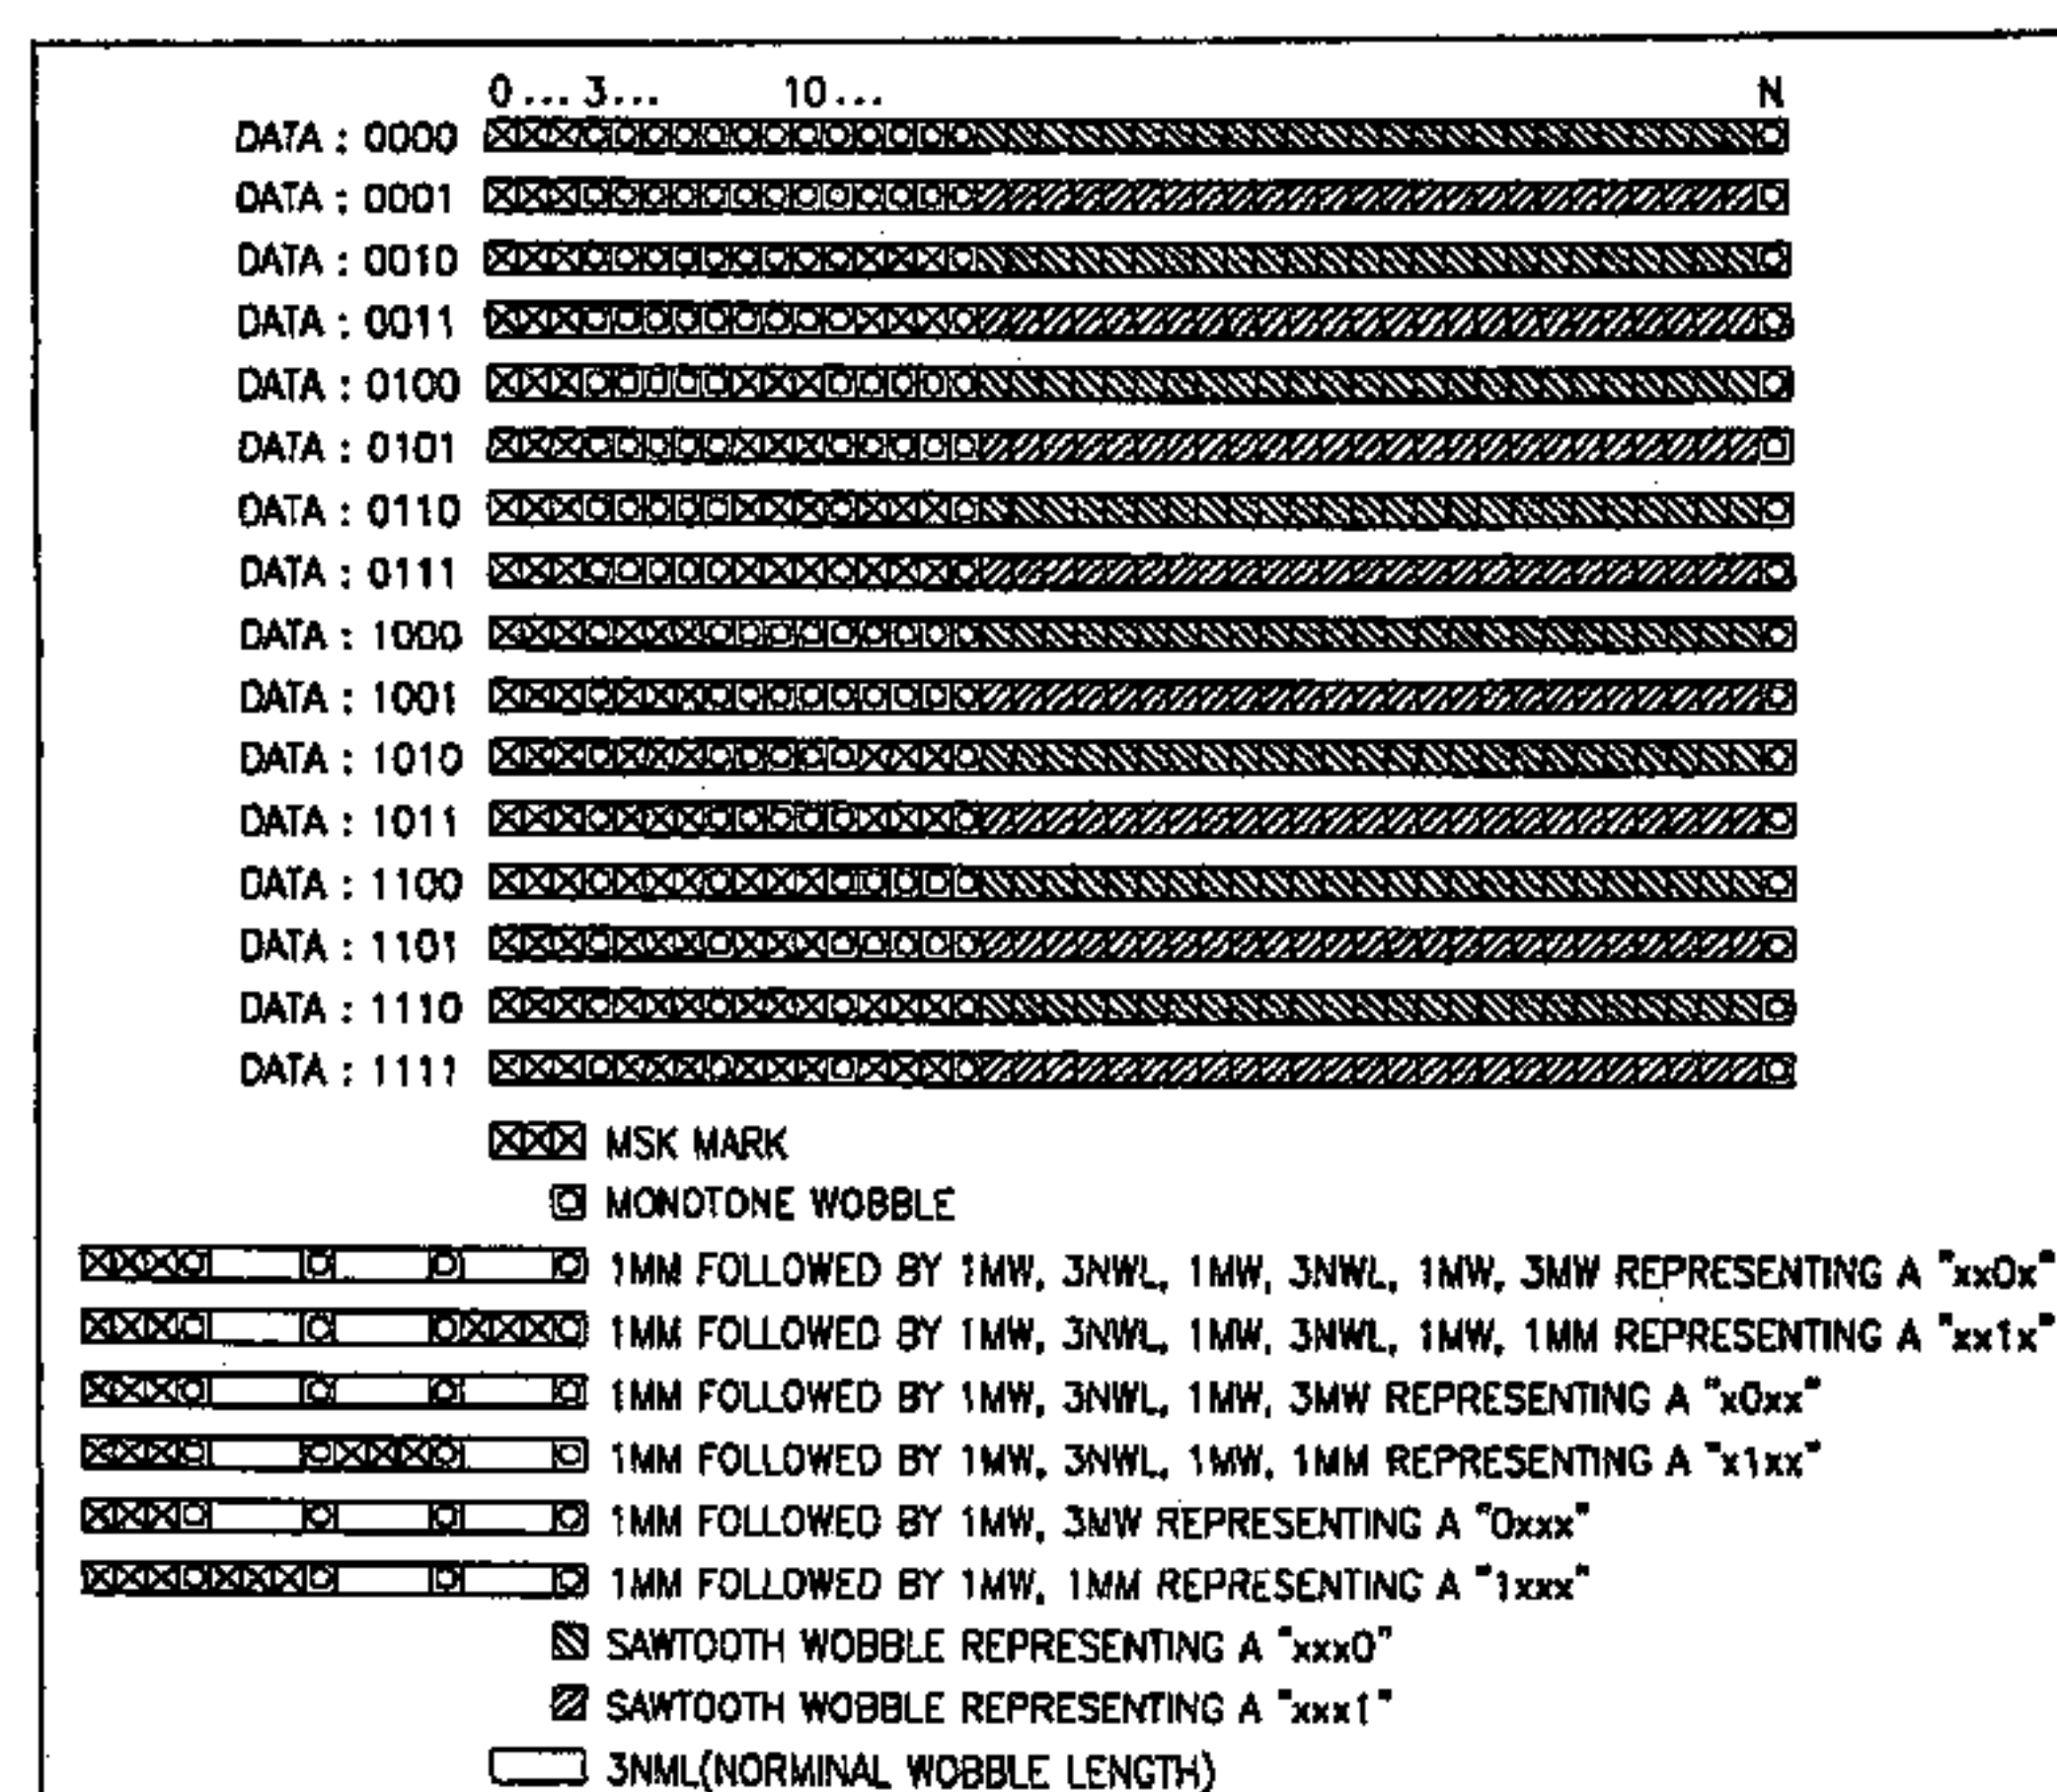 0... 3... 10... N
DATA : 0000
DATA : 0001
DATA : 0010
DATA : 0011
DATA : 0100
DATA : 0101
DATA : 0110
DATA : 0111
DATA : 1000
DATA : 1001
DATA : 1010
DATA : 1011
DATA : 1100
DATA : 1101
DATA : 1110
DATA : 1111
MSK MARK
MONOTONE WOBBLE
1MM FOLLOWED BY 1MW, 3NWL, 1MW, 3NWL, 1MW, 3MW REPRESENTING A "xx0x"
1MM FOLLOWED BY 1MW, 3NWL, 1MW, 3NWL, 1MW, 1MM REPRESENTING A "xx1x"
1MM FOLLOWED BY 1MW, 3NWL, 1MW, 3MW REPRESENTING A "x0xx"
1MM FOLLOWED BY 1MW, 3NWL, 1MW, 1MM REPRESENTING A "x1xx"
1MM FOLLOWED BY 1MW, 3MW REPRESENTING A "0xxx"
1MM FOLLOWED BY 1MW, 1MM REPRESENTING A "1xxx"
SAWTOOTH WOBBLE REPRESENTING A "xxx0"
SAWTOOTH WOBBLE REPRESENTING A "xxx1"
3NML(NORMINAL WOBBLE LENGTH)